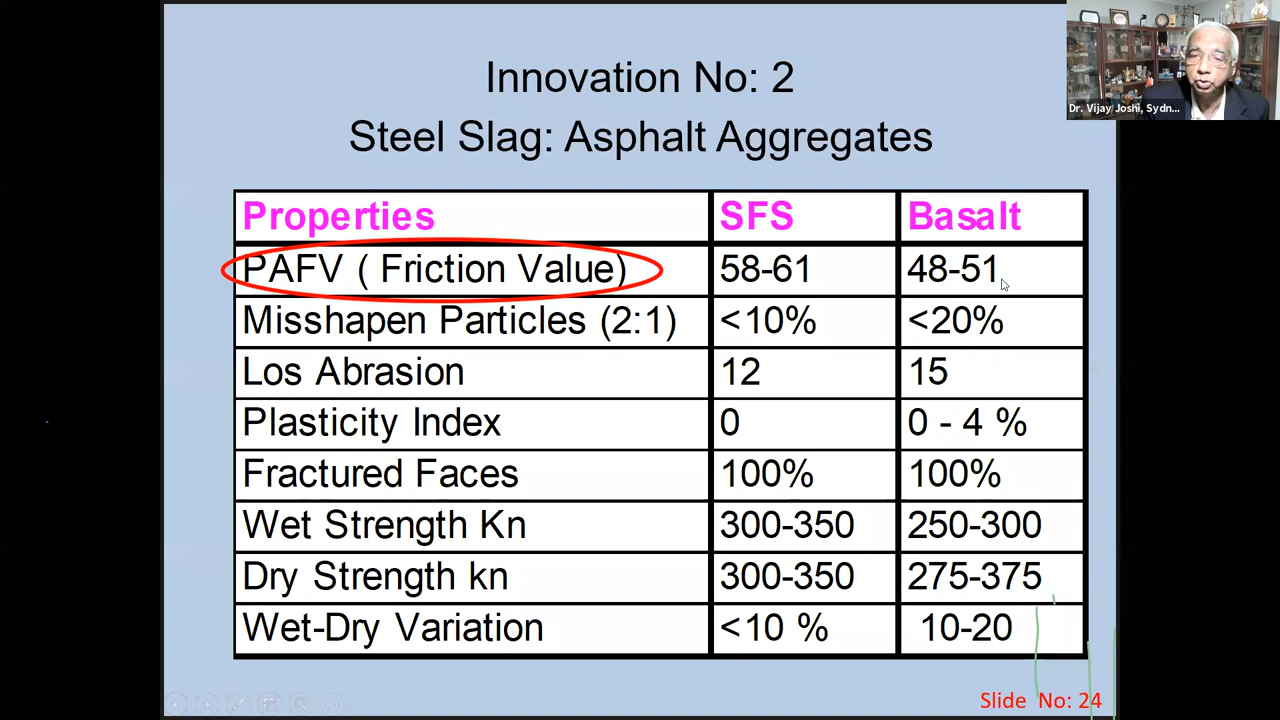 Innovation No: 2
Steel Slag: Asphalt Aggregates
Properties SFS Basalt
PAFV ( Friction Value) 58-61 48-51
Misshapen Particles (2:1) <10% <20%
Los Abrasion 12 15
Plasticity Index 0 0 - 4 %
Fractured Faces 100% 100%
Wet Strength Kn 300-350 250-300
Dry Strength kn 300-350 275-375
Wet-Dry Variation <10 % 10-20
Slide No: 24
Dr. Vijay Joshi, Sydn...